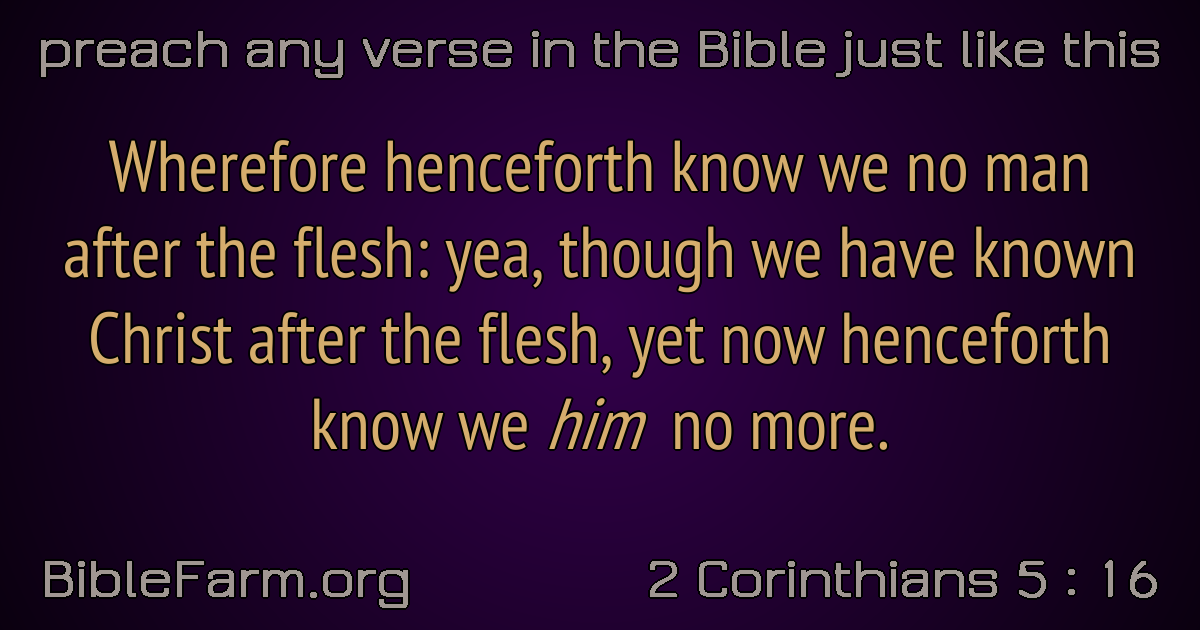 preach any verse in the Bible just like this
Wherefore henceforth know we no man
after the flesh: yea, though we have known
Christ after the flesh, yet now henceforth
know we him no more.
BibleFarm.org
2 Corinthians 5 : 16